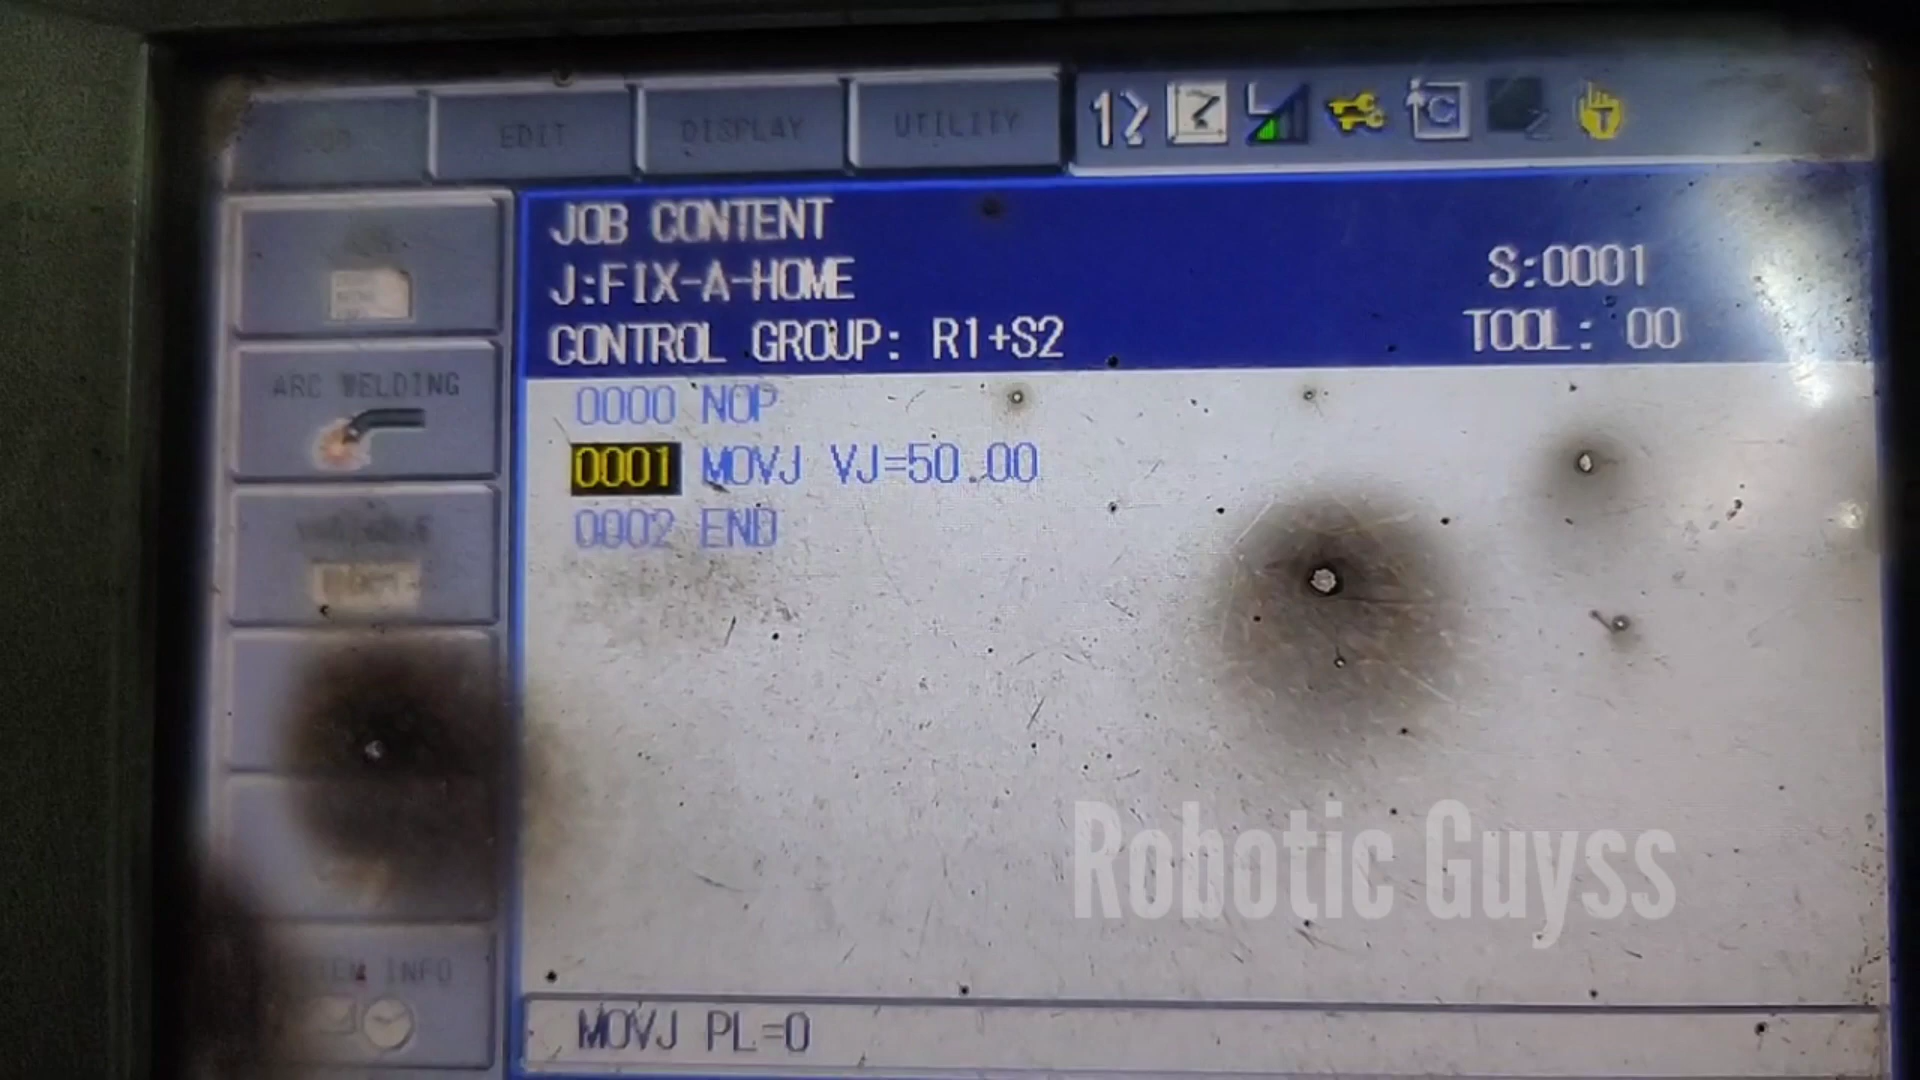 EDIT
DISPLAY
UTILITY
JOB CONTENT
J:FIX-A-HOME
S:0001
CONTROL GROUP: R1+S2
TOOL: 00
ARC WELDING
0000 NOP
0001 MOVJ VJ=50.00
0002 END
INFO
Robotic Guyss
MOVJ PL=0